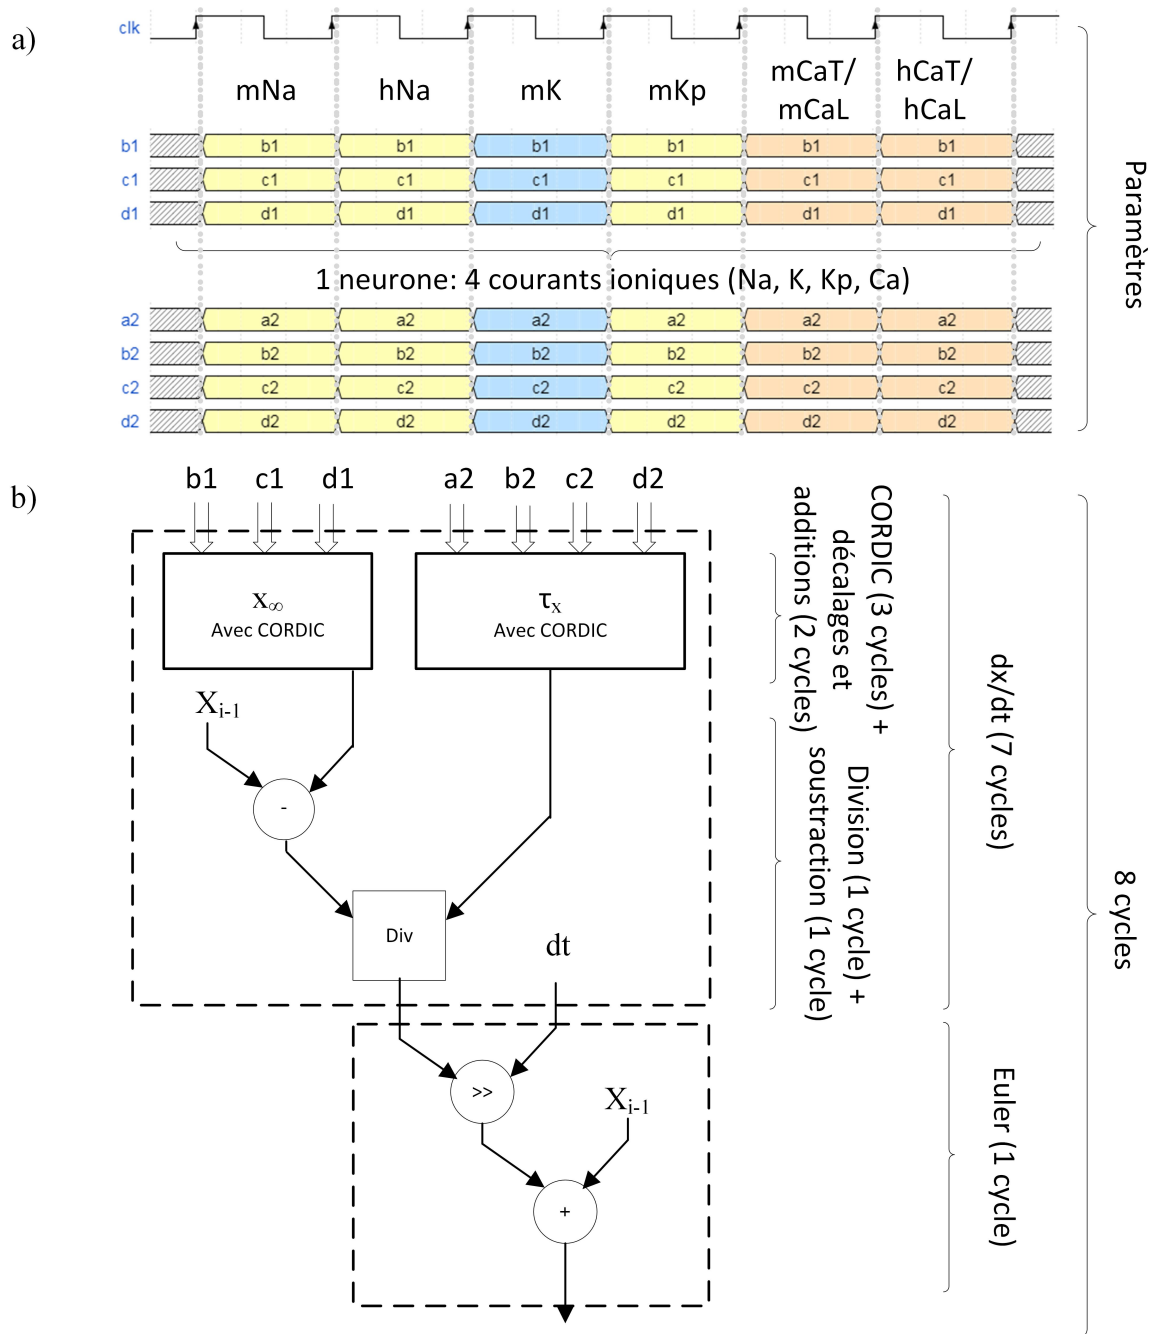 a)
clk
mNa
hNa
mK
mKp
mCaT/
mCaL
hCaT/
hCaL
b1 b1 b1 b1 b1 b1 b1
c1 c1 c1 c1 c1 c1 c1
d1 d1 d1 d1 d1 d1 d1
1 neurone: 4 courants ioniques (Na, K, Kp, Ca)
a2 a2 a2 a2 a2 a2 a2
b2 b2 b2 b2 b2 b2 b2
c2 c2 c2 c2 c2 c2 c2
d2 d2 d2 d2 d2 d2 d2
Paramètres
b)
b1 c1 d1 a2 b2 c2 d2
x∞
Avec CORDIC
τx
Avec CORDIC
Xi-1
-
Div
dt
>>
Xi-1
+
CORDIC (3 cycles) +
décalages et
additions (2 cycles)
Division (1 cycle) +
soustraction (1 cycle)
dx/dt (7 cycles)
Euler (1 cycle)
8 cycles